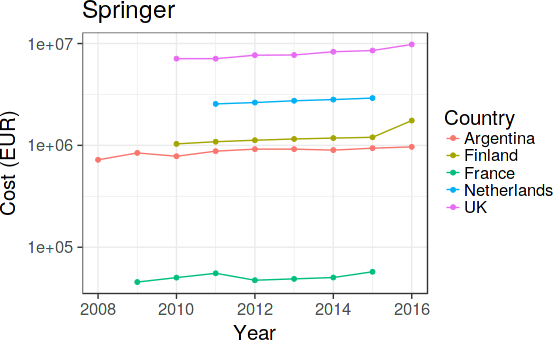 Springer
Cost (EUR)
1e+07
1e+06
1e+05
2008 2010 2012 2014 2016
Year
Country
Argentina
Finland
France
Netherlands
UK